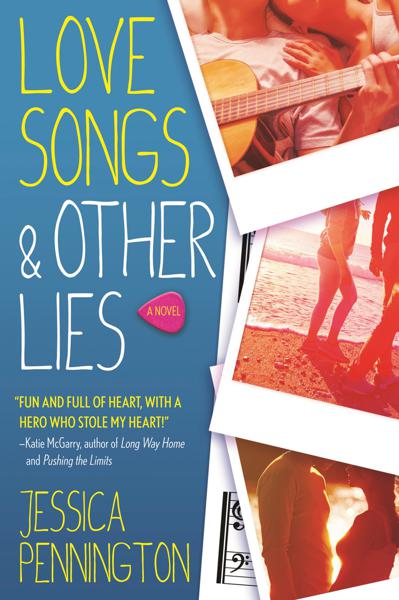 LOVE
SONGS
& OTHER
LIES
A NOVEL
“FUN AND FULL OF HEART, WITH A
HERO WHO STOLE MY HEART!”
–Katie McGarry, author of Long Way Home
and Pushing the Limits
JESSICA
PENNINGTON